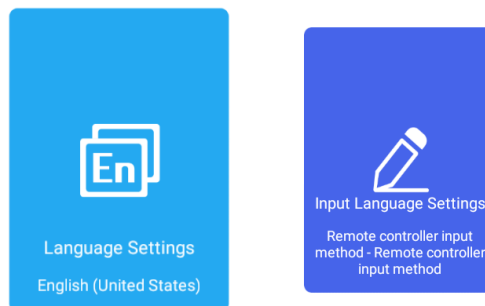 En
Language Settings
English (United States)
Input Language Settings
Remote controller input
method - Remote controller
input method